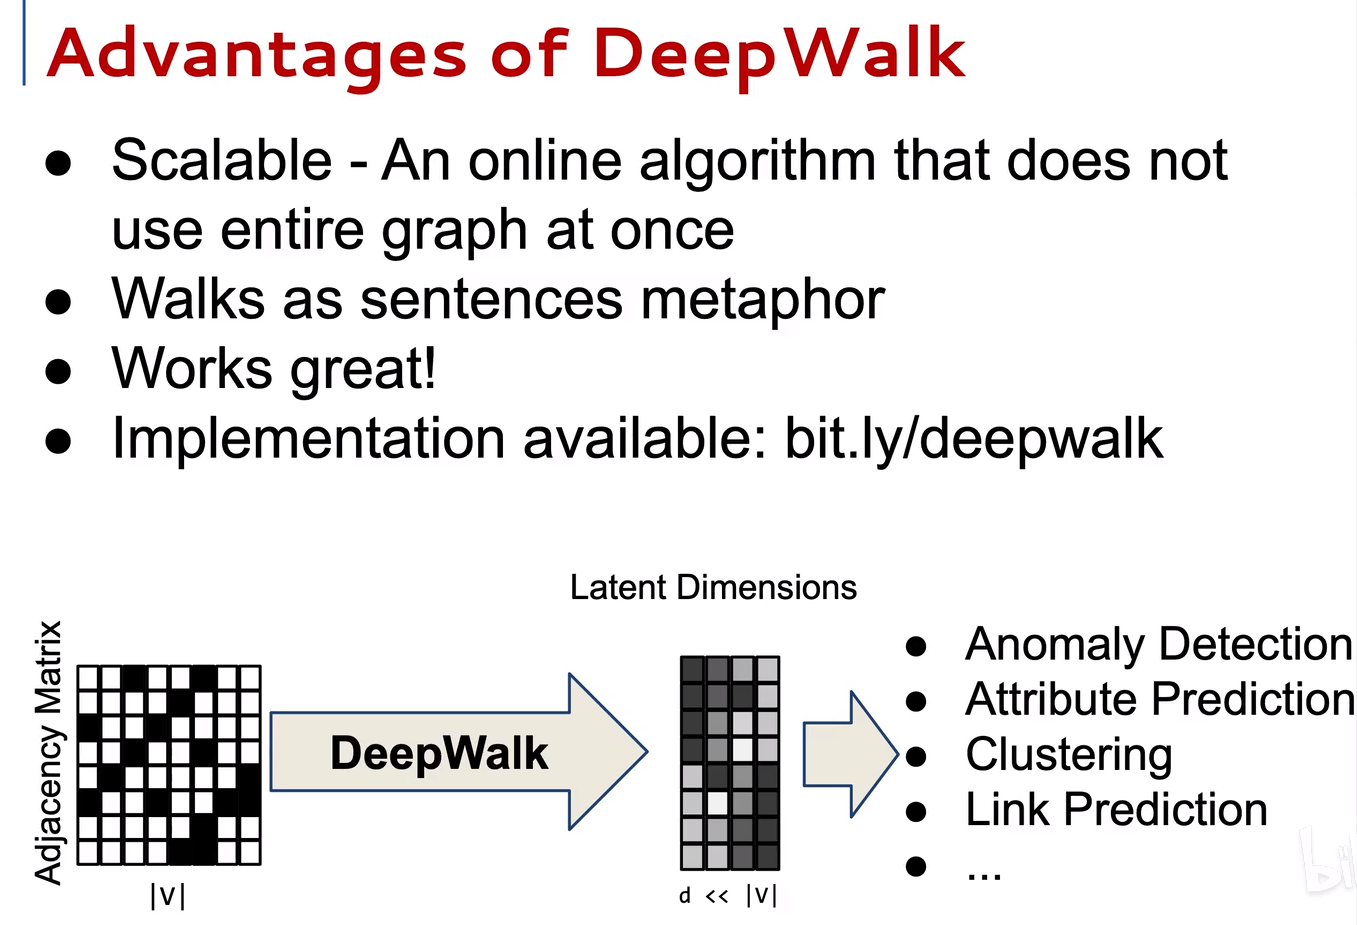 Advantages of DeepWalk
● Scalable - An online algorithm that does not
use entire graph at once
● Walks as sentences metaphor
● Works great!
● Implementation available: bit.ly/deepwalk
Latent Dimensions
Adjacency Matrix
DeepWalk
|V|
d << |V|
● Anomaly Detection
● Attribute Prediction
● Clustering
● Link Prediction
● ...